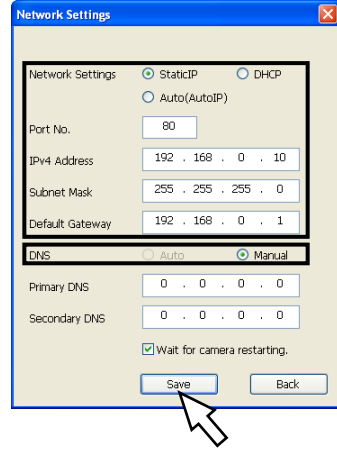 Network Settings
Network Settings StaticIP DHCP
Auto(AutoIP)
Port No. 80
IPv4 Address 192 . 168 . 0 . 10
Subnet Mask 255 . 255 . 255 . 0
Default Gateway 192 . 168 . 0 . 1
DNS Auto Manual
Primary DNS 0 . 0 . 0 . 0
Secondary DNS 0 . 0 . 0 . 0
Wait for camera restarting.
Save Back